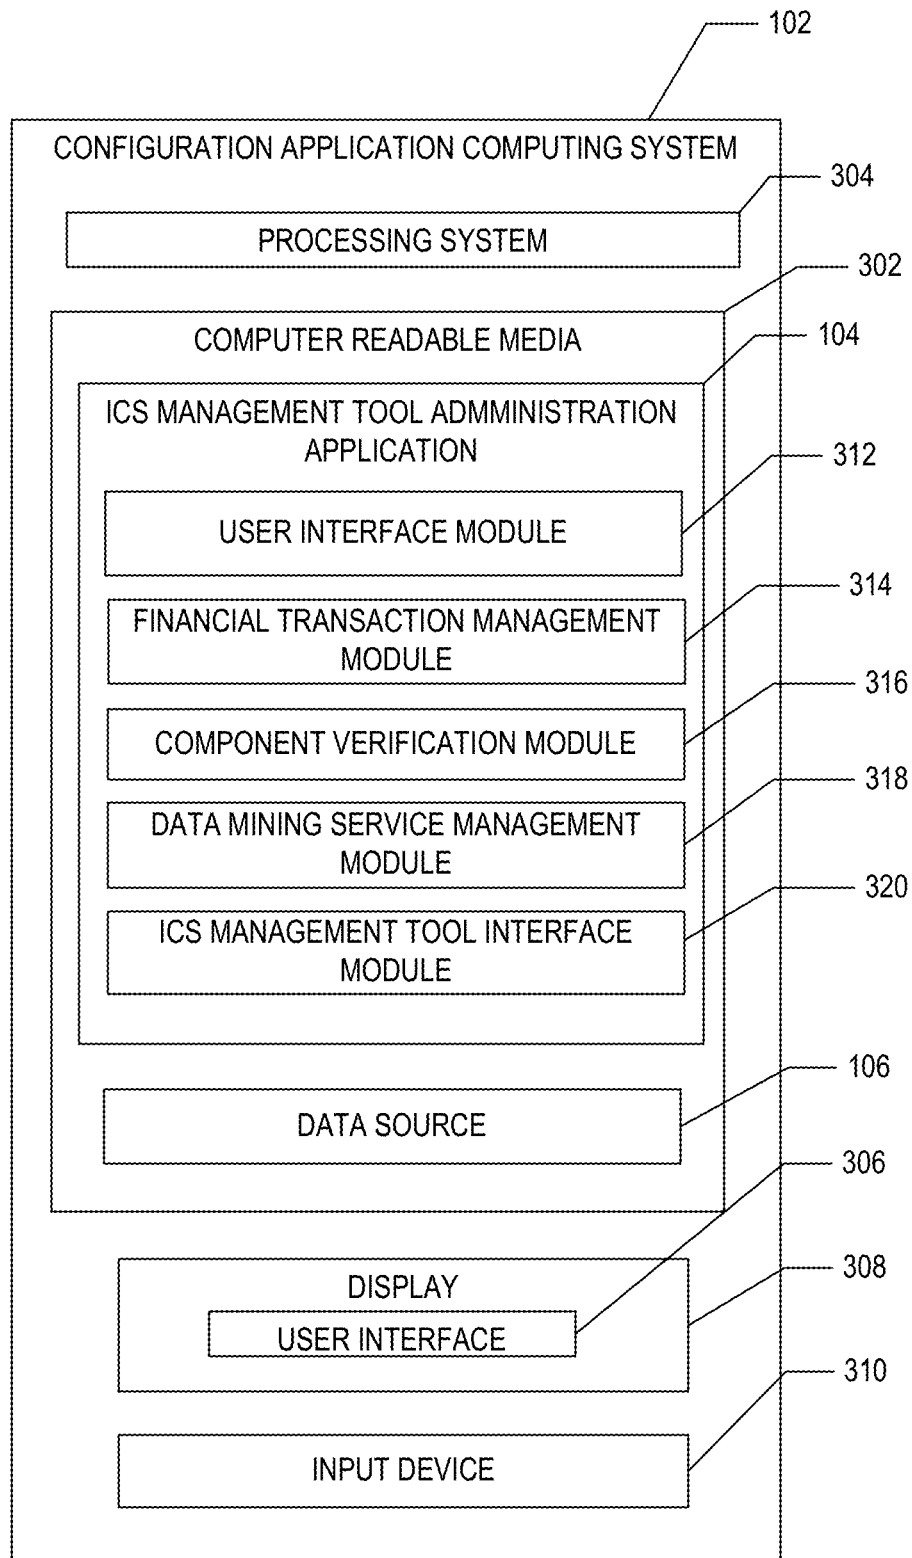 102
CONFIGURATION APPLICATION COMPUTING SYSTEM
304
PROCESSING SYSTEM
302
COMPUTER READABLE MEDIA
104
ICS MANAGEMENT TOOL ADMMINISTRATION
APPLICATION
312
USER INTERFACE MODULE
314
FINANCIAL TRANSACTION MANAGEMENT
MODULE
316
COMPONENT VERIFICATION MODULE
318
DATA MINING SERVICE MANAGEMENT
MODULE
320
ICS MANAGEMENT TOOL INTERFACE
MODULE
106
DATA SOURCE
306
308
DISPLAY
USER INTERFACE
310
INPUT DEVICE